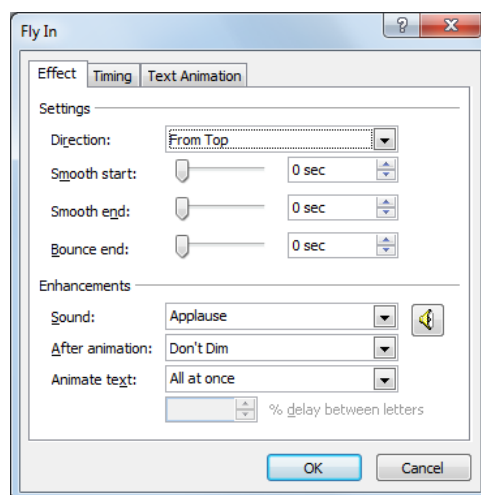 Fly In
Effect Timing Text Animation
Settings
Direction: From Top
Smooth start: 0 sec
Smooth end: 0 sec
Bounce end: 0 sec
Enhancements
Sound: Applause
After animation: Don't Dim
Animate text: All at once
% delay between letters
OK Cancel